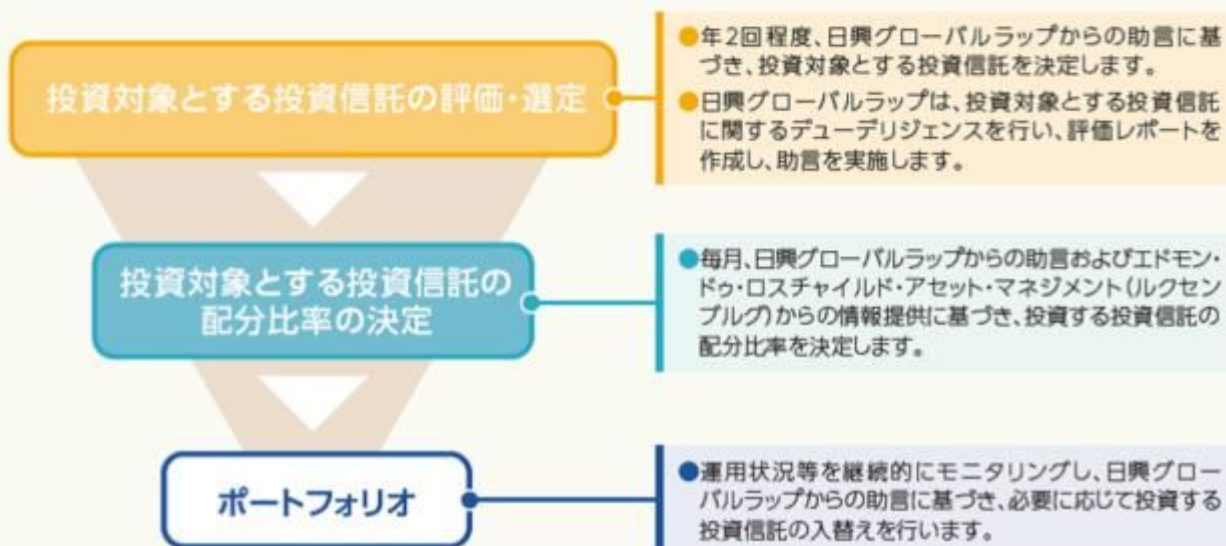 投資対象とする投資信託の評価・選定
●年2回程度、日興グローバルラップからの助言に基
づき、投資対象とする投資信託を決定します。
●日興グローバルラップは、投資対象とする投資信託
に関するデューデリジェンスを行い、評価レポートを
作成し、助言を実施します。
投資対象とする投資信託の
配分比率の決定
●毎月、日興グローバルラップからの助言およびエドモン・
ドゥ・ロスチャイルド・アセット・マネジメント(ルクセン
ブルグ)からの情報提供に基づき、投資する投資信託の
配分比率を決定します。
ポートフォリオ
●運用状況等を継続的にモニタリングし、日興グロー
バルラップからの助言に基づき、必要に応じて投資する
投資信託の入替えを行います。